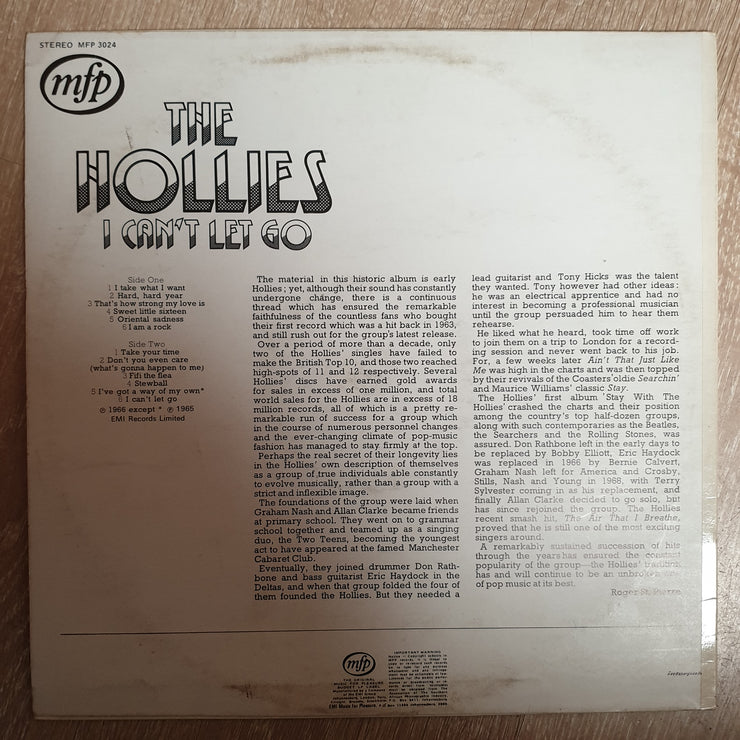 STEREO MFP 3024
mfp
THE
HOLLIES
I CAN'T LET GO
Side One
1 I take what I want
2 Hard, hard year
3 That's how strong my love is
4 Sweet little sixteen
5 Oriental sadness
6 I am a rock
Side Two
1 Take your time
2 Don't you even care
(what's gonna happen to me)
3 Fifi the flea
4 Stewball
5 I've got a way of my own*
6 I can't let go
℗ 1966 except * ℗ 1965
EMI Records Limited
The material in this historic album is early
Hollies; yet, although their sound has constantly
undergone change, there is a continuous
thread which has ensured the remarkable
faithfulness of the countless fans who bought
their first record which was a hit back in 1963,
and still rush out for the group's latest release.
Over a period of more than a decade, only
two of the Hollies' singles have failed to
make the British Top 10, and those two reached
high-spots of 11 and 12 respectively. Several
Hollies' discs have earned gold awards
for sales in excess of one million, and total
world sales for the Hollies are in excess of 18
million records, all of which is a pretty re-
markable run of success for a group which
in the course of numerous personnel changes
and the ever-changing climate of pop-music
fashion has managed to stay firmly at the top.
Perhaps the real secret of their longevity lies
in the Hollies' own description of themselves
as a group of true individuals able constantly
to evolve musically, rather than a group with a
strict and inflexible image.
The foundations of the group were laid when
Graham Nash and Allan Clarke became friends
at primary school. They went on to grammar
school together and teamed up as a singing
duo, the Two Teens, becoming the youngest
act to have appeared at the famed Manchester
Cabaret Club.
Eventually, they joined drummer Don Rath-
bone and bass guitarist Eric Haydock in the
Deltas, and when that group folded the four of
them founded the Hollies. But they needed a
lead guitarist and Tony Hicks was the talent
they wanted. Tony however had other ideas:
he was an electrical apprentice and had no
interest in becoming a professional musician
until the group persuaded him to hear them
rehearse.
He liked what he heard, took time off work
to join them on a trip to London for a record-
ing session and never went back to his job.
For, a few weeks later Ain't That Just Like
Me was high in the charts and was then topped
by their revivals of the Coasters' oldie Searchin'
and Maurice Williams' classic Stay.
The Hollies' first album 'Stay With The
Hollies' crashed the charts and their position
among the country's top half-dozen groups,
along with such contemporaries as the Beatles,
the Searchers and the Rolling Stones, was
assured. Don Rathbone left in the early days to
be replaced by Bobby Elliott, Eric Haydock
was replaced in 1966 by Bernie Calvert,
Graham Nash left for America and Crosby,
Stills, Nash and Young in 1968, with Terry
Sylvester coming in as his replacement, and
finally Allan Clarke decided to go solo, but
has since rejoined the group. The Hollies
recent smash hit, The Air That I Breathe,
proved that he is still one of the most exciting
singers around.
A remarkably sustained succession of hits
through the years has ensured the constant
popularity of the group—the Hollies' tradition
has and will continue to be an unbroken
of pop music at its best.
Roger St. Pierre
mfp
THE ORIGINAL
MUSIC FOR PLEASURE
BUDGET LP LABEL
IMPORTANT WARNING
EMI Music for Pleasure,